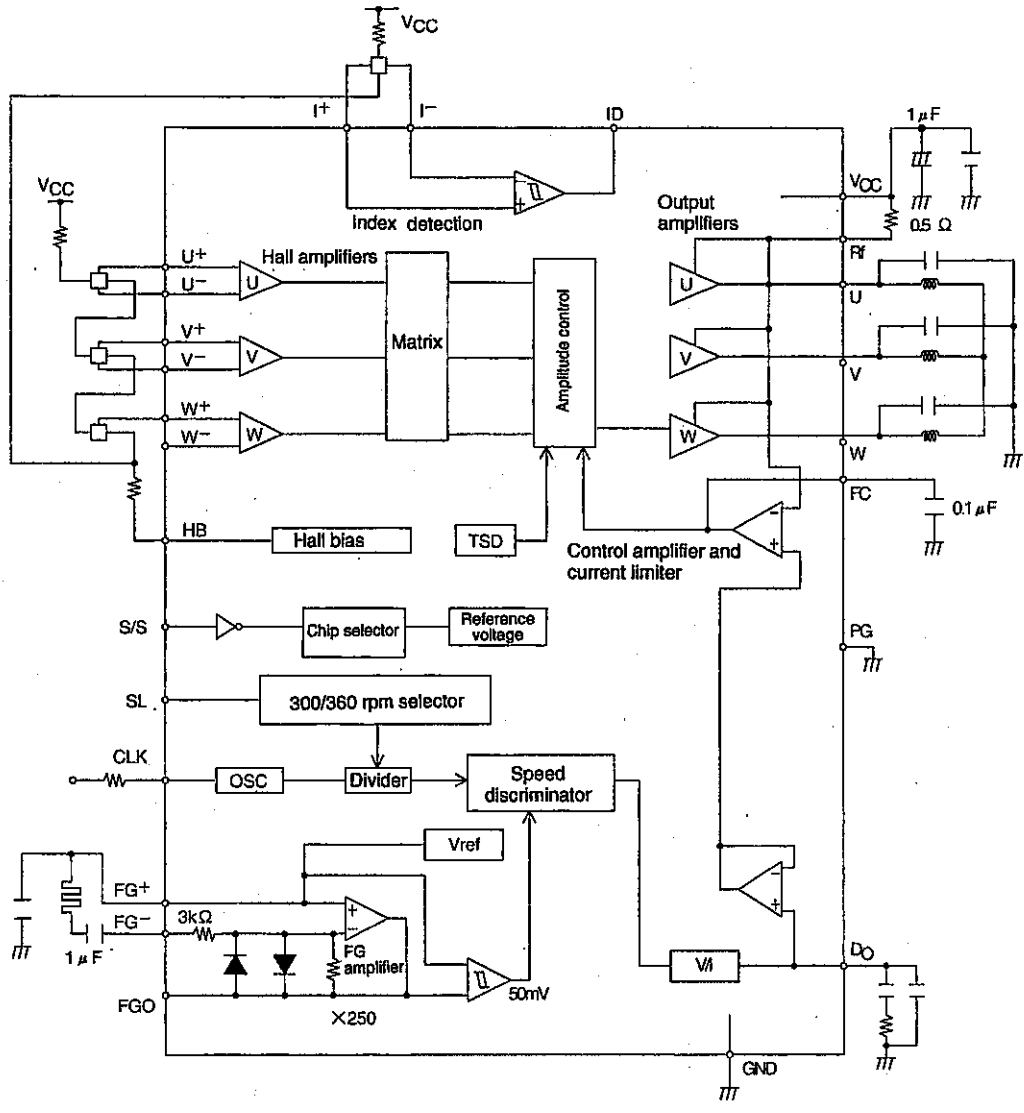 VCC
I+
I−
ID
1 µF
VCC
VCC
Index detection
Output
amplifiers
0.5 Ω
Rf
U+
U−
Hall amplifiers
U
U
U
V+
V−
V
Matrix
Amplitude control
V
V
W+
W−
W
W
W
FC
0.1 µF
HB
Hall bias
TSD
Control amplifier and
current limiter
S/S
Chip selector
Reference
voltage
PG
SL
300/360 rpm selector
CLK
OSC
Divider
Speed
discriminator
Vref
FG+
FG−
3kΩ
1 µF
FG
amplifier
V/I
DO
FGO
×250
50mV
GND